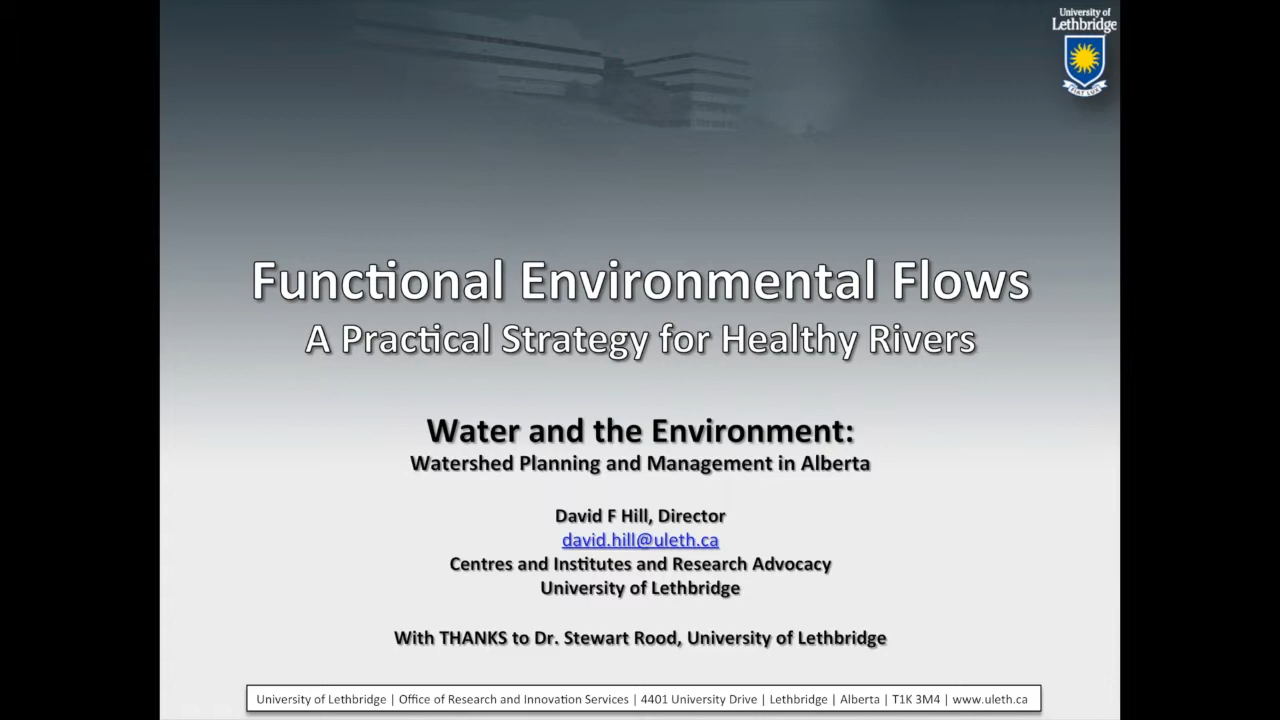 University of
Lethbridge
FIAT LUX
Functional Environmental Flows
A Practical Strategy for Healthy Rivers
Water and the Environment:
Watershed Planning and Management in Alberta
David F Hill, Director
david.hill@uleth.ca
Centres and Institutes and Research Advocacy
University of Lethbridge
With THANKS to Dr. Stewart Rood, University of Lethbridge
University of Lethbridge | Office of Research and Innovation Services | 4401 University Drive | Lethbridge | Alberta | T1K 3M4 | www.uleth.ca